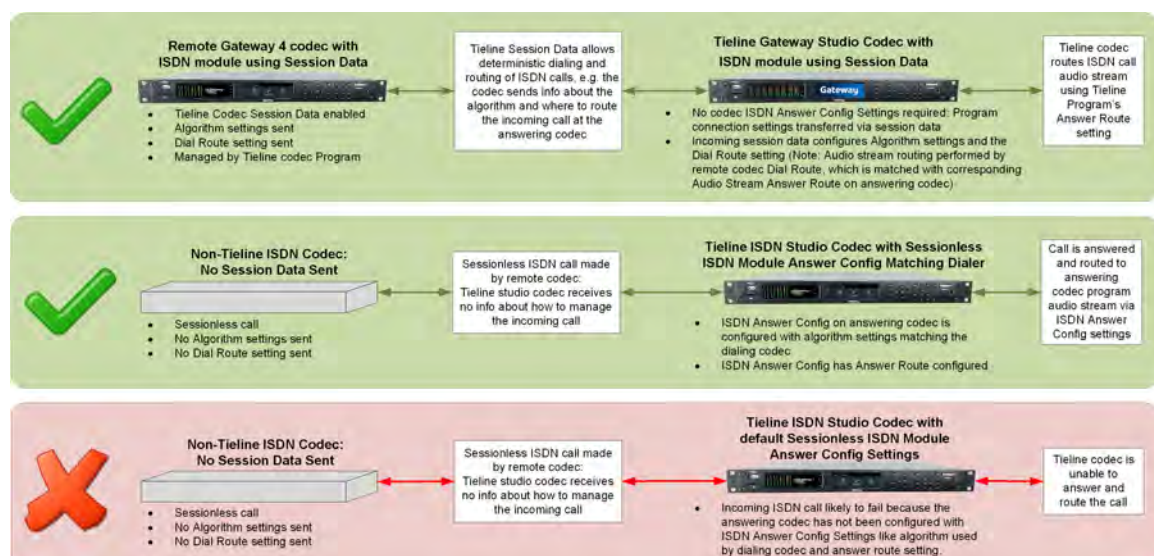 Remote Gateway 4 codec with
ISDN module using Session Data
• Tieline Codec Session Data enabled
• Algorithm settings sent
• Dial Route setting sent
• Managed by Tieline codec Program
Tieline Session Data allows
deterministic dialing and
routing of ISDN calls, e.g. the
codec sends info about the
algorithm and where to route
the incoming call at the
answering codec
Tieline Gateway Studio Codec with
ISDN module using Session Data
Gateway
• No codec ISDN Answer Config Settings required: Program
connection settings transferred via session data
• Incoming session data configures Algorithm settings and the
Dial Route setting (Note: Audio stream routing performed by
remote codec Dial Route, which is matched with corresponding
Audio Stream Answer Route on answering codec)
Tieline codec
routes ISDN call
audio stream
using Tieline
Program's
Answer Route
setting
Non-Tieline ISDN Codec:
No Session Data Sent
• Sessionless call
• No Algorithm settings sent
• No Dial Route setting sent
Sessionless ISDN call made
by remote codec:
Tieline studio codec receives
no info about how to manage
the incoming call
Tieline ISDN Studio Codec with Sessionless
ISDN Module Answer Config Matching Dialer
• ISDN Answer Config on answering codec is
configured with algorithm settings matching the
dialing codec
• ISDN Answer Config has Answer Route configured
Call is answered
and routed to
answering
codec program
audio stream via
ISDN Answer
Config settings
Non-Tieline ISDN Codec:
No Session Data Sent
• Sessionless call
• No Algorithm settings sent
• No Dial Route setting sent
Sessionless ISDN call made
by remote codec:
Tieline studio codec receives
no info about how to manage
the incoming call
Tieline ISDN Studio Codec with
default Sessionless ISDN Module
Answer Config Settings
• Incoming ISDN call likely to fail because the
answering codec has not been configured with
ISDN Answer Config Settings like algorithm used
by dialing codec and answer route setting.
Tieline codec is
unable to
answer and
route the call